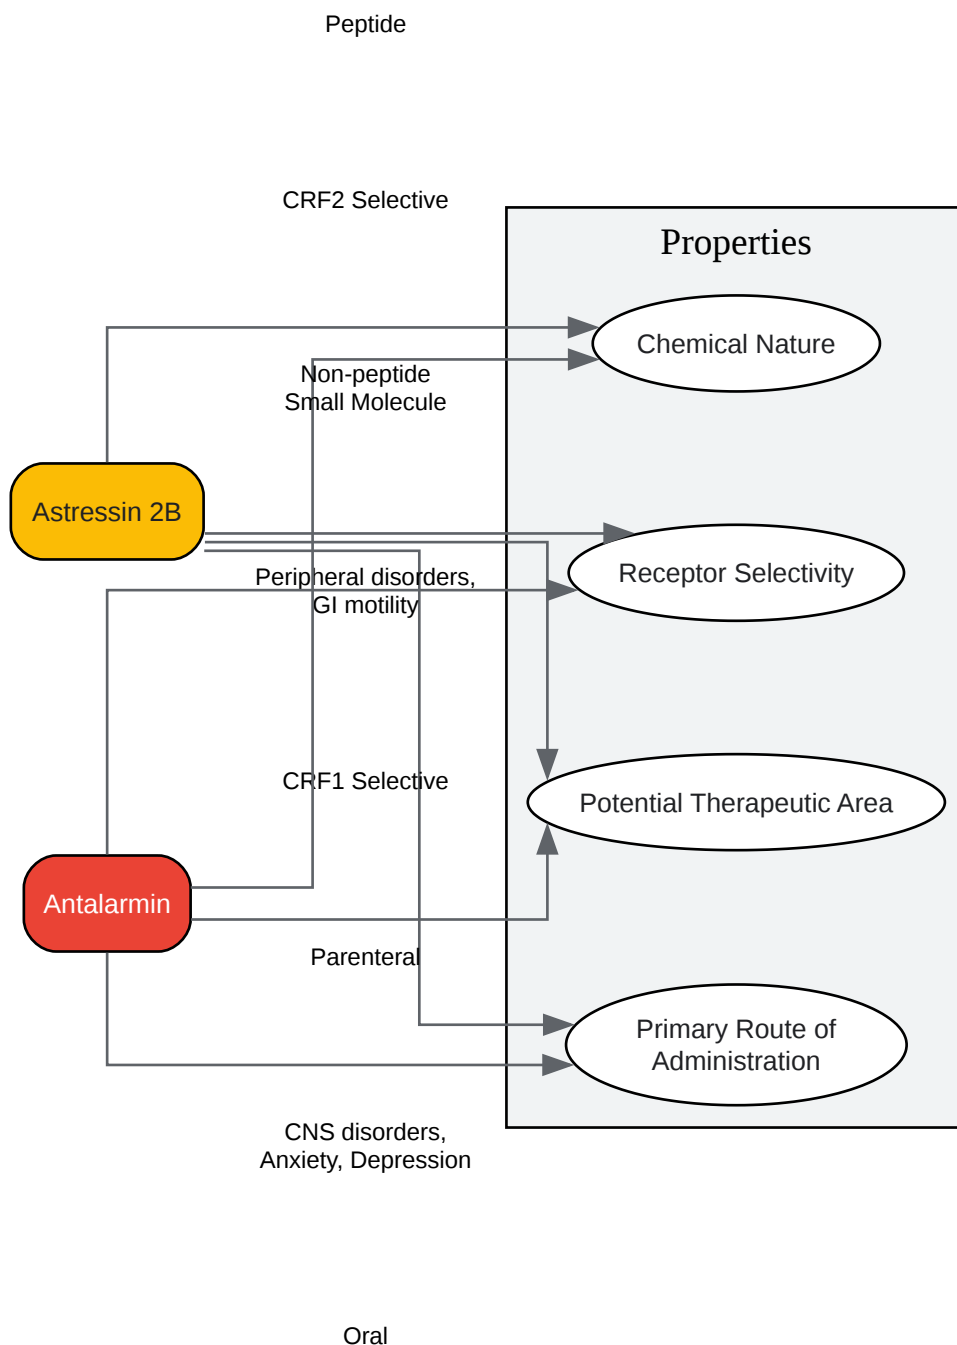 Peptide
CRF2 Selective
Properties
Chemical Nature
Non-peptide
Small Molecule
Astressin 2B
Receptor Selectivity
Peripheral disorders,
GI motility
CRF1 Selective
Potential Therapeutic Area
Antalarmin
Parenteral
Primary Route of
Administration
CNS disorders,
Anxiety, Depression
Oral